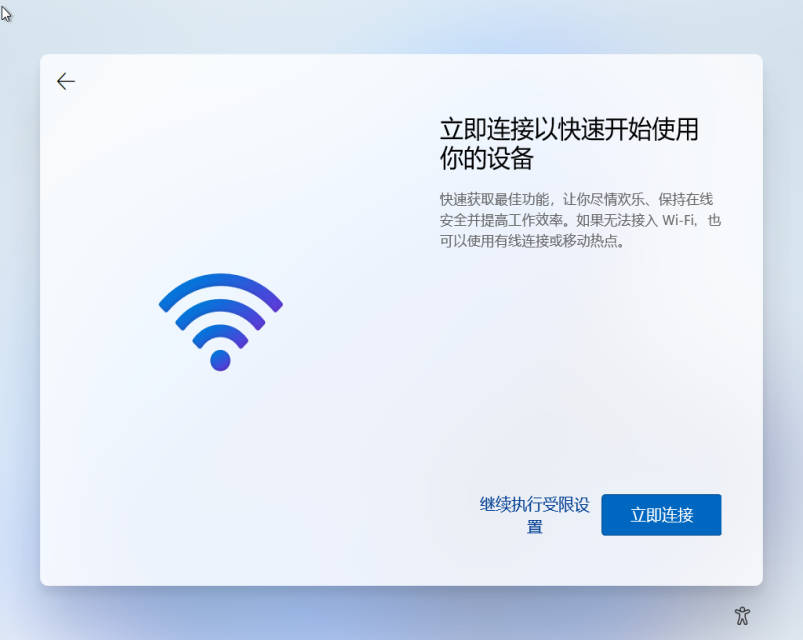 立即连接以快速开始使用
你的设备
快速获取最佳功能，让你尽情欢乐、保持在线
安全并提高工作效率。如果无法接入 Wi-Fi，也
可以使用有线连接或移动热点。
继续执行受限设
置
立即连接